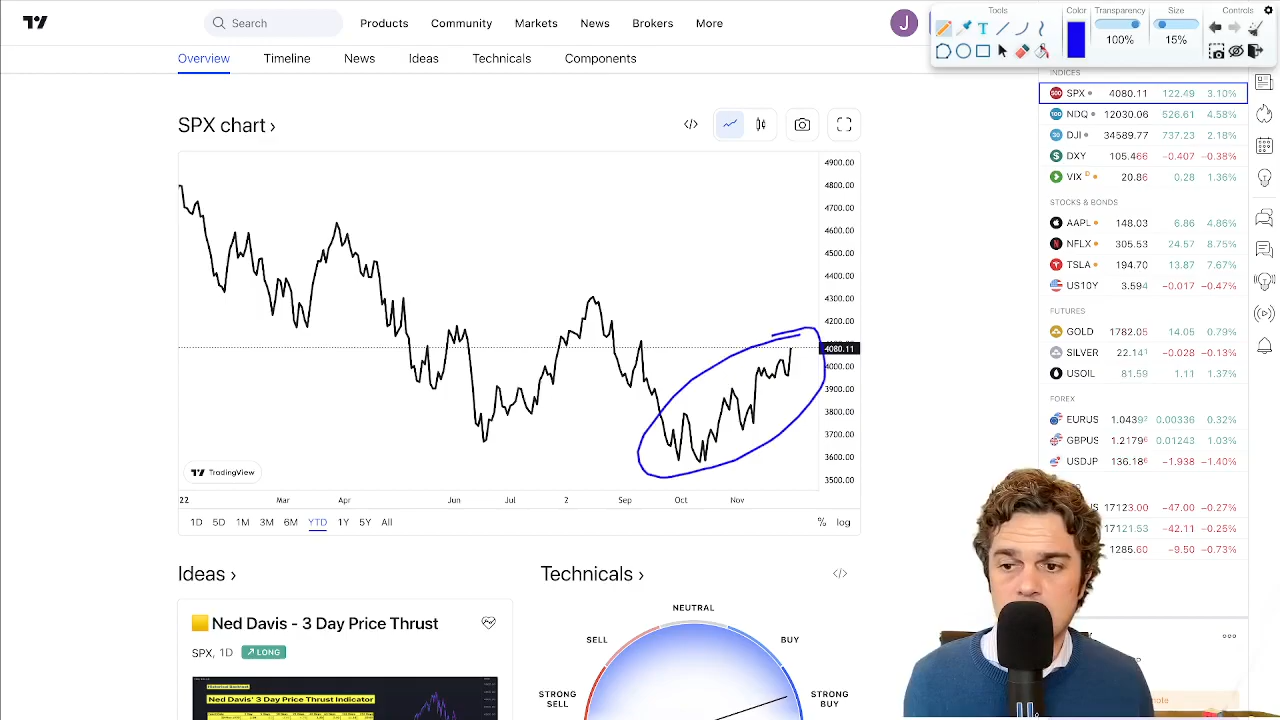 Search
Products
Community
Markets
News
Brokers
More
J
Tools
Color
Transparency
Size
Controls
100%
15%
Overview
Timeline
News
Ideas
Technicals
Components
SPX chart ›
4900.00
4800.00
4700.00
4600.00
4500.00
4400.00
4300.00
4200.00
4080.11
4000.00
3900.00
3800.00
3700.00
3600.00
3500.00
TradingView
22 Mar Apr Jun Jul 2 Sep Oct Nov
1D 5D 1M 3M 6M YTD 1Y 5Y All
% log
INDICES
SPX 4080.11 122.49 3.10%
NDQ 12030.06 526.61 4.58%
DJI 34589.77 737.23 2.18%
DXY 105.466 -0.407 -0.38%
VIX D 20.86 0.28 1.36%
STOCKS & BONDS
AAPL 148.03 6.86 4.86%
NFLX 305.53 24.57 8.75%
TSLA 194.70 13.87 7.67%
US10Y 3.594 -0.017 -0.47%
FUTURES
GOLD 1782.05 14.05 0.79%
SILVER 22.141 -0.028 -0.13%
USOIL 81.59 1.11 1.37%
FOREX
EURUS 0.32%
GBPUS 0.01243 1.03%
USDJP -1.938 -1.40%
17123.00 -47.00 -0.27%
17121.53 -42.11 -0.25%
1285.60 -9.50 -0.73%
Ideas ›
Ned Davis - 3 Day Price Thrust
SPX, 1D
LONG
Historical Backtest
Ned Davis' 3 Day Price Thrust Indicator
Technicals ›
NEUTRAL
SELL
BUY
STRONG SELL
STRONG BUY